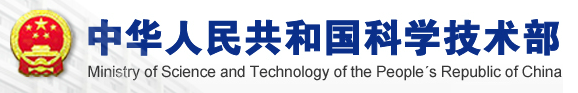 中华人民共和国科学技术部
Ministry of Science and Technology of the People´s Republic of China